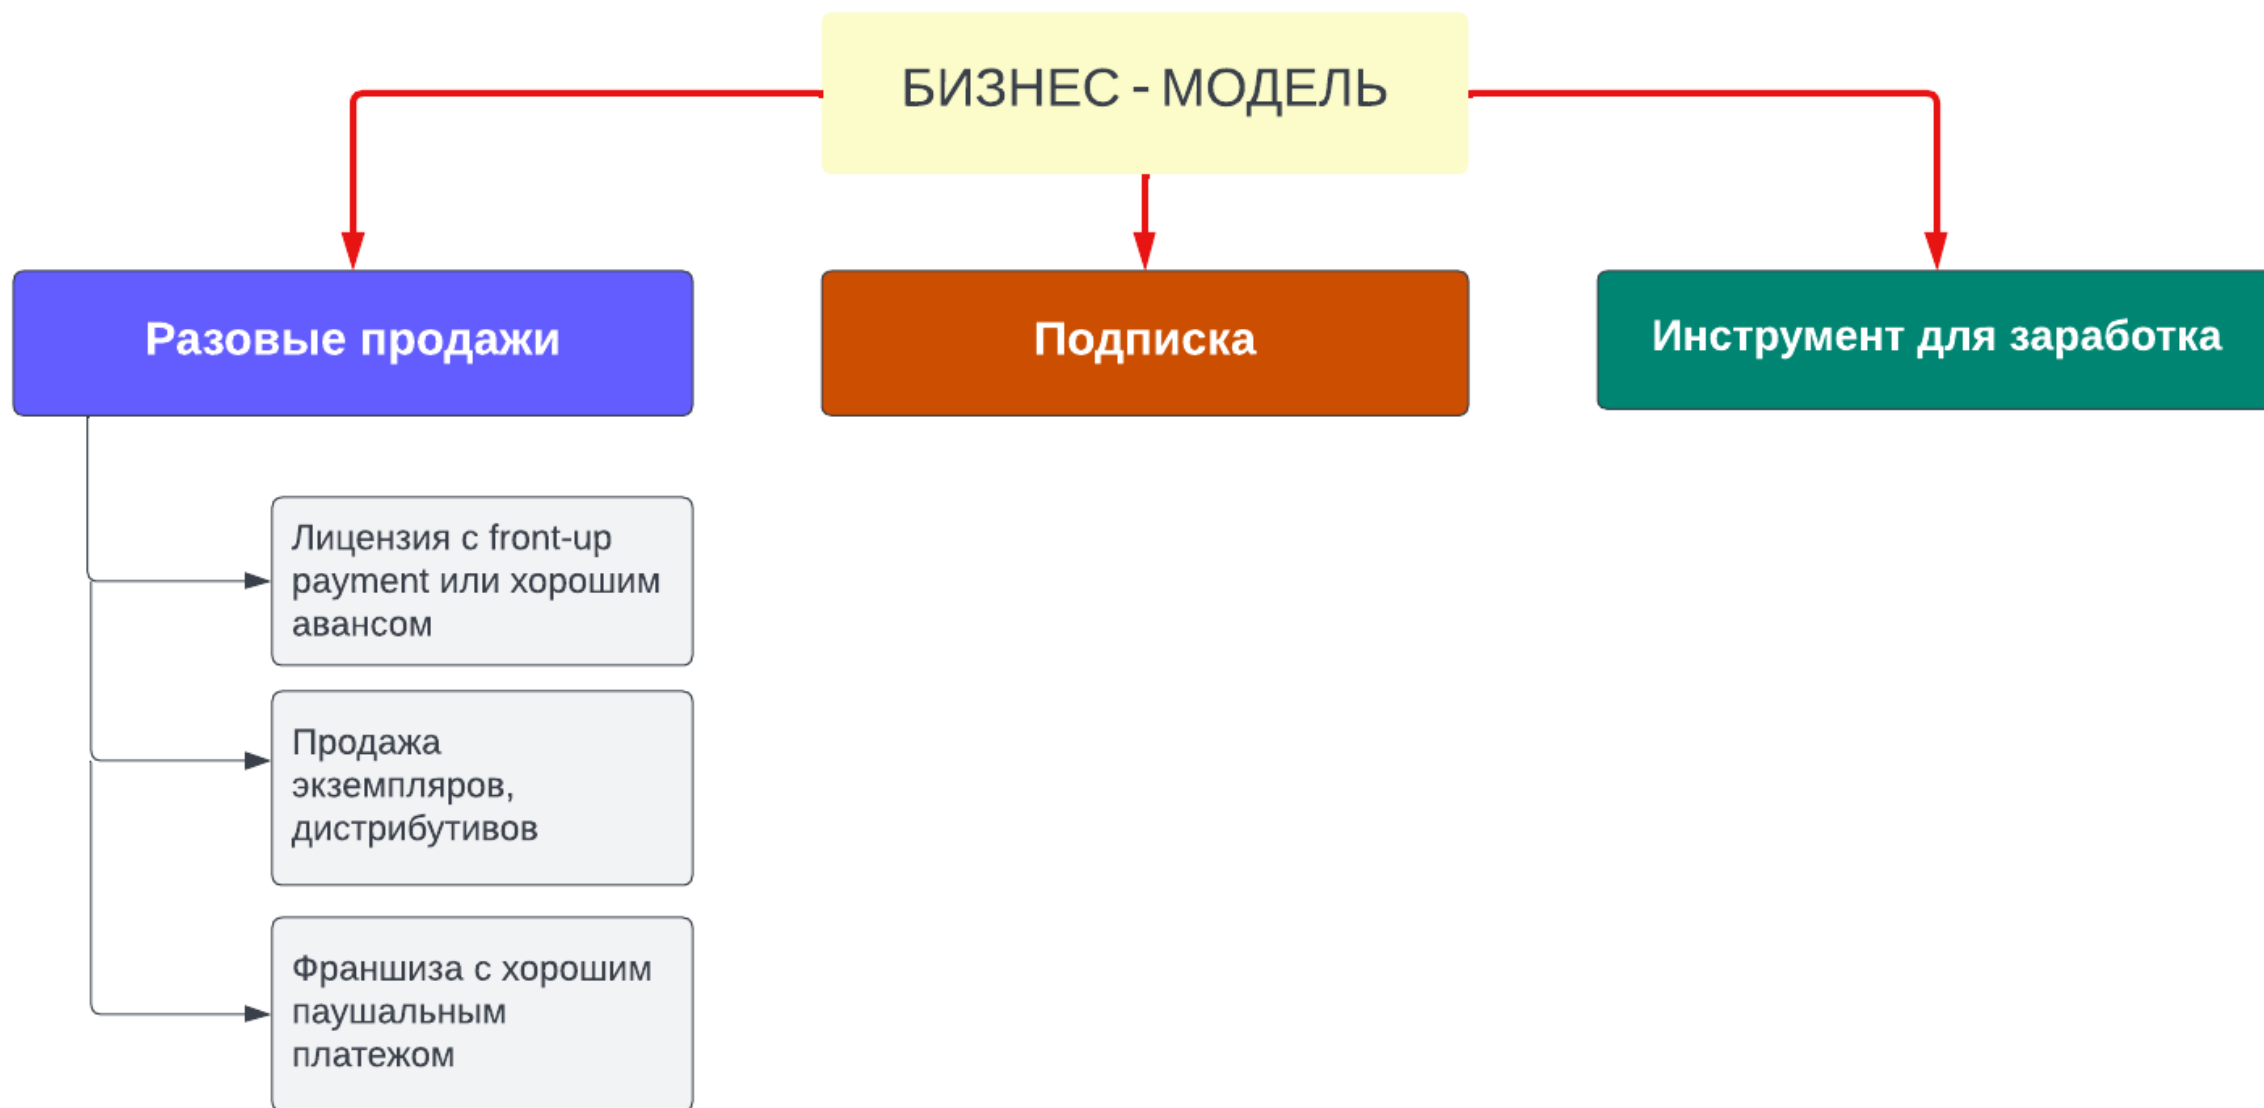 БИЗНЕС - МОДЕЛЬ
Разовые продажи
Подписка
Инструмент для заработка
Лицензия с front-up
payment или хорошим
авансом
Продажа
экземпляров,
дистрибутивов
Франшиза с хорошим
паушальным
платежом